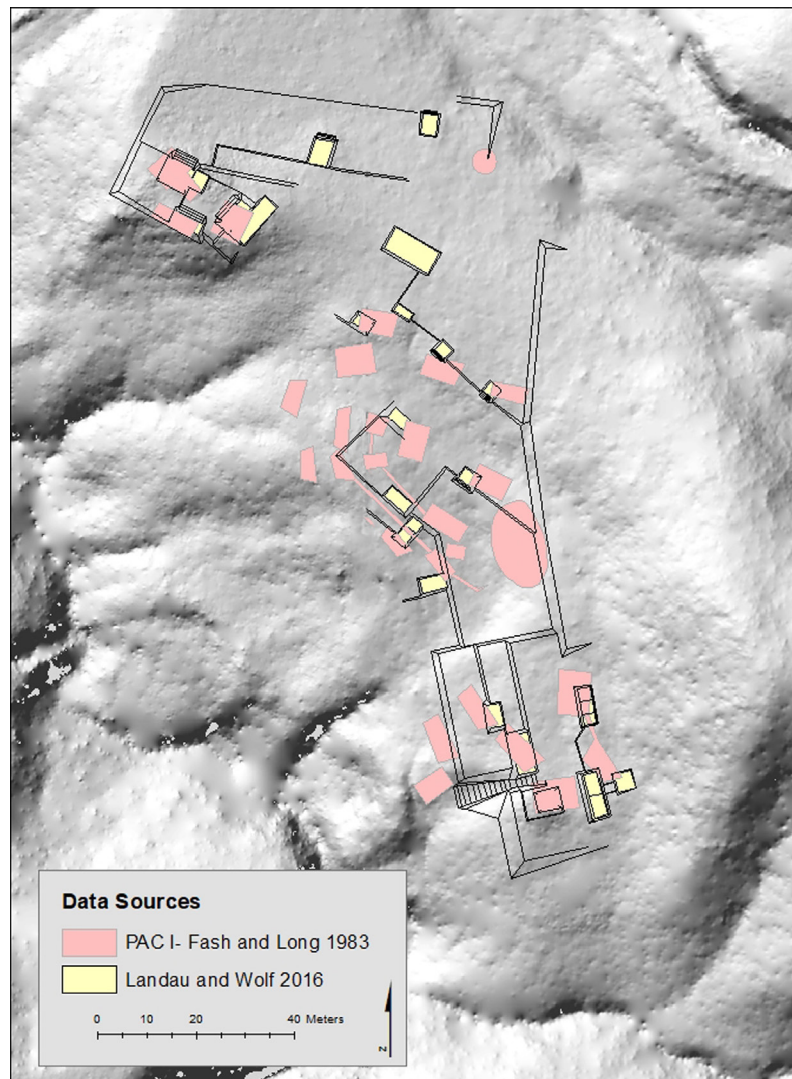 Data Sources
PAC I- Fash and Long 1983
Landau and Wolf 2016
0 10 20 40 Meters
N